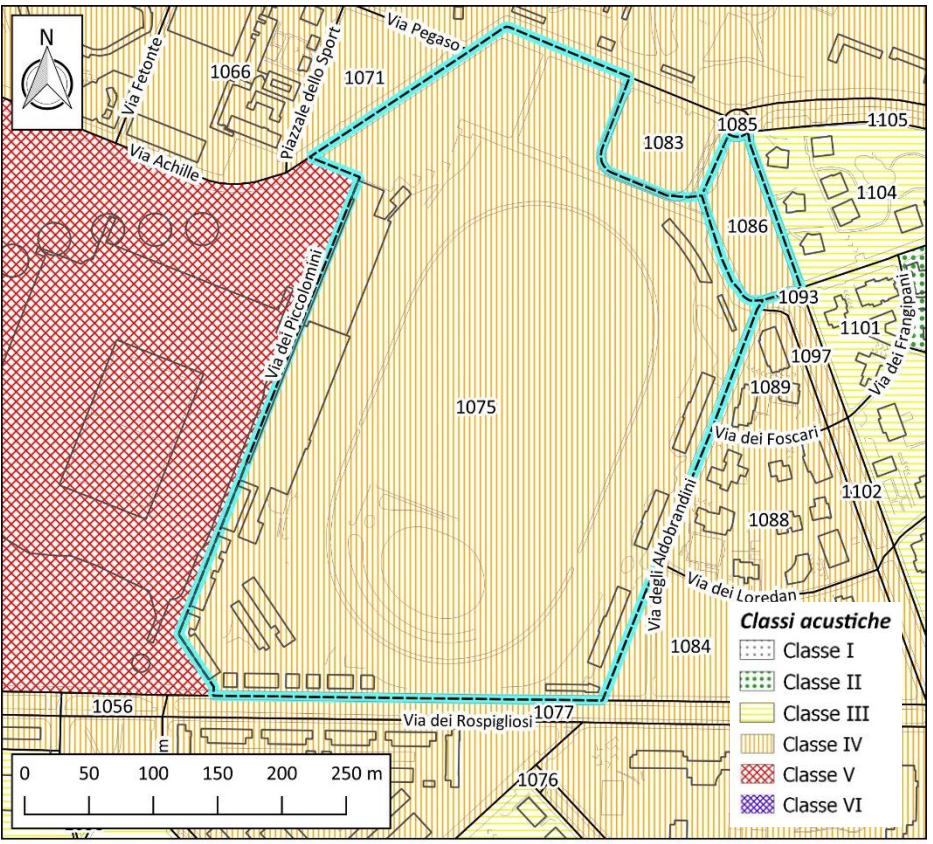 N
Via Pegaso
1066
Via Fetonte
Piazzale dello Sport
1071
Via Achille
1083
1085
1105
1104
1086
1093
Via dei Piccolomini
1101
Via dei Frangipani
1097
1089
1075
Via dei Foscari
1102
1088
Via degli Aldobrandini
Via dei Loredan
1084
1056
Via dei Rospigliosi
1077
m
1076
0 50 100 150 200 250 m
Classi acustiche
Classe I
Classe II
Classe III
Classe IV
Classe V
Classe VI